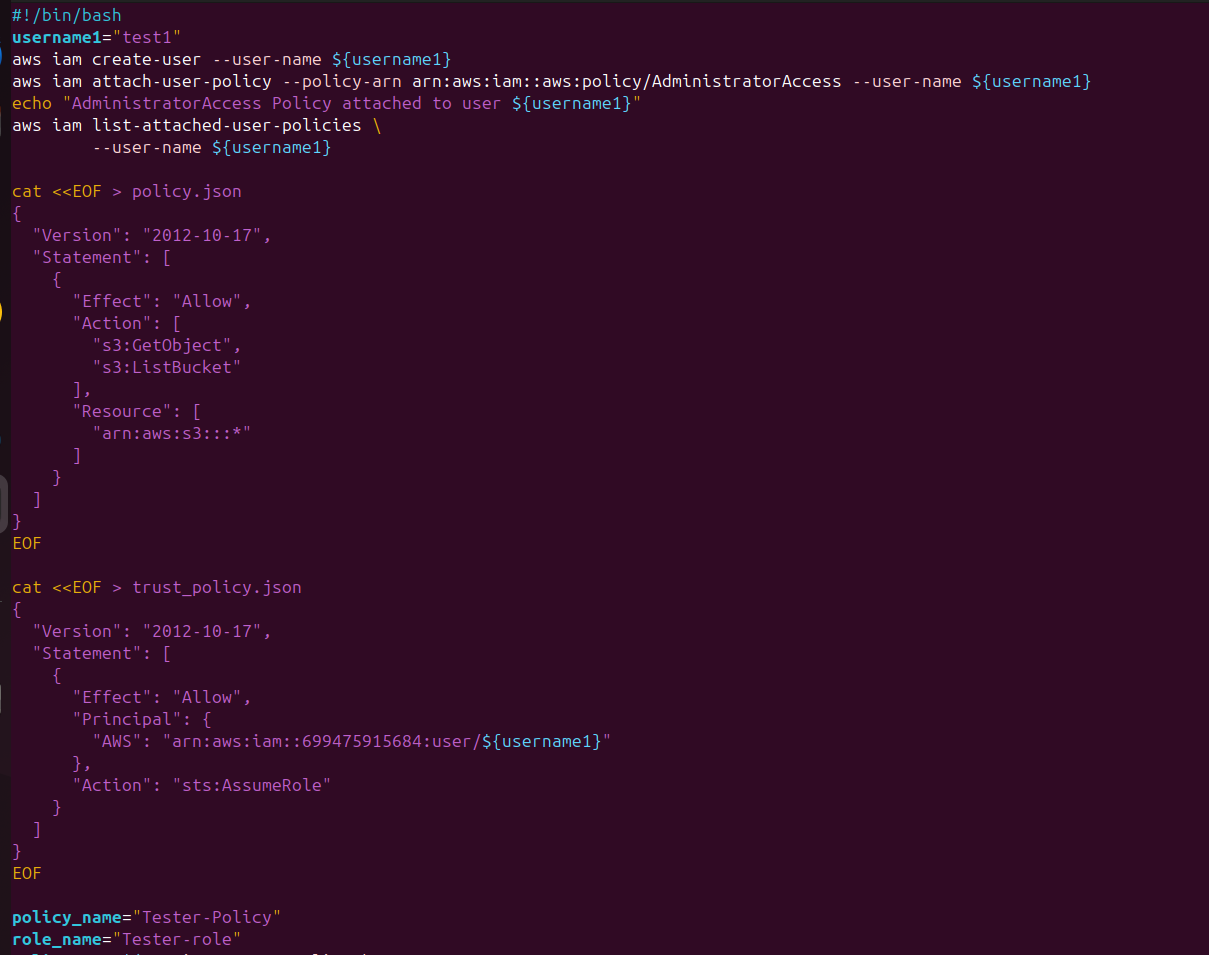 #!/bin/bash
username1="test1"
aws iam create-user --user-name ${username1}
aws iam attach-user-policy --policy-arn arn:aws:iam::aws:policy/AdministratorAccess --user-name ${username1}
echo "AdministratorAccess Policy attached to user ${username1}"
aws iam list-attached-user-policies \
        --user-name ${username1}

cat <<EOF > policy.json
{
  "Version": "2012-10-17",
  "Statement": [
    {
      "Effect": "Allow",
      "Action": [
        "s3:GetObject",
        "s3:ListBucket"
      ],
      "Resource": [
        "arn:aws:s3:::*"
      ]
    }
  ]
}
EOF

cat <<EOF > trust_policy.json
{
  "Version": "2012-10-17",
  "Statement": [
    {
      "Effect": "Allow",
      "Principal": {
        "AWS": "arn:aws:iam::699475915684:user/${username1}"
      },
      "Action": "sts:AssumeRole"
    }
  ]
}
EOF

policy_name="Tester-Policy"
role_name="Tester-role"